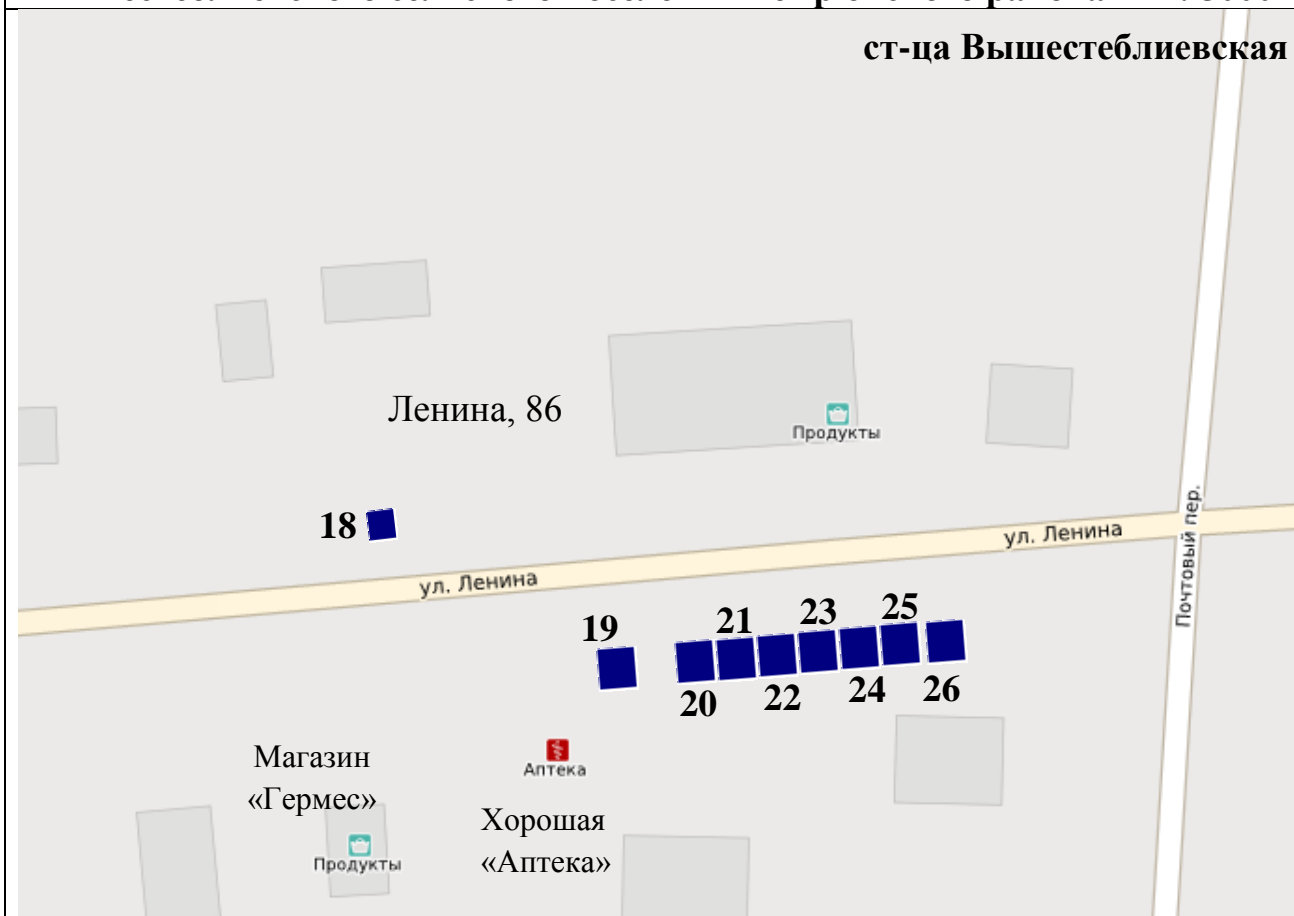 ст-ца Вышестеблиевская
Ленина, 86
Продукты
18
ул. Ленина
ул. Ленина
Почтовый пер.
19
21
23
25
20
22
24
26
Магазин
«Гермес»
Аптека
Хорошая
«Аптека»
Продукты